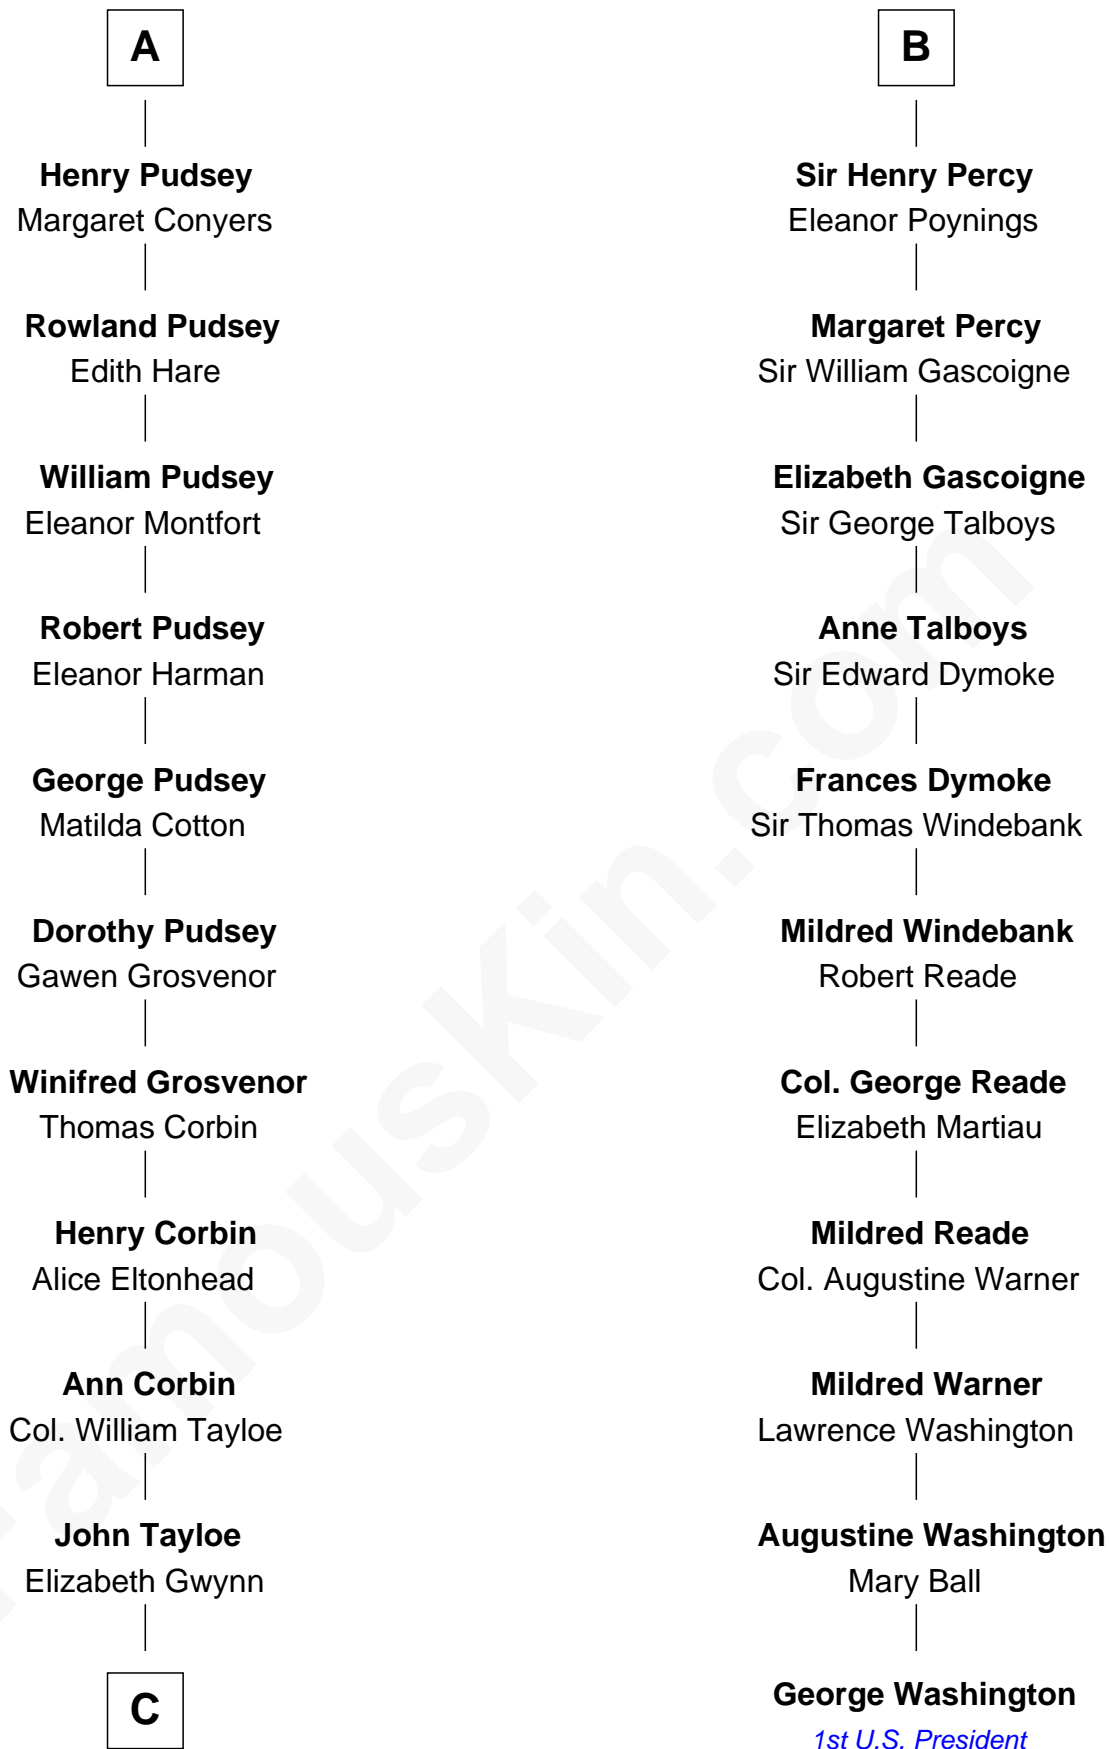 A
Henry Pudsey
Margaret Conyers
Rowland Pudsey
Edith Hare
William Pudsey
Eleanor Montfort
Robert Pudsey
Eleanor Harman
George Pudsey
Matilda Cotton
Dorothy Pudsey
Gawen Grosvenor
Winifred Grosvenor
Thomas Corbin
Henry Corbin
Alice Eltonhead
Ann Corbin
Col. William Tayloe
John Tayloe
Elizabeth Gwynn
C
B
Sir Henry Percy
Eleanor Poynings
Margaret Percy
Sir William Gascoigne
Elizabeth Gascoigne
Sir George Talboys
Anne Talboys
Sir Edward Dymoke
Frances Dymoke
Sir Thomas Windebank
Mildred Windebank
Robert Reade
Col. George Reade
Elizabeth Martiau
Mildred Reade
Col. Augustine Warner
Mildred Warner
Lawrence Washington
Augustine Washington
Mary Ball
George Washington
1st U.S. President
FamousKin.com